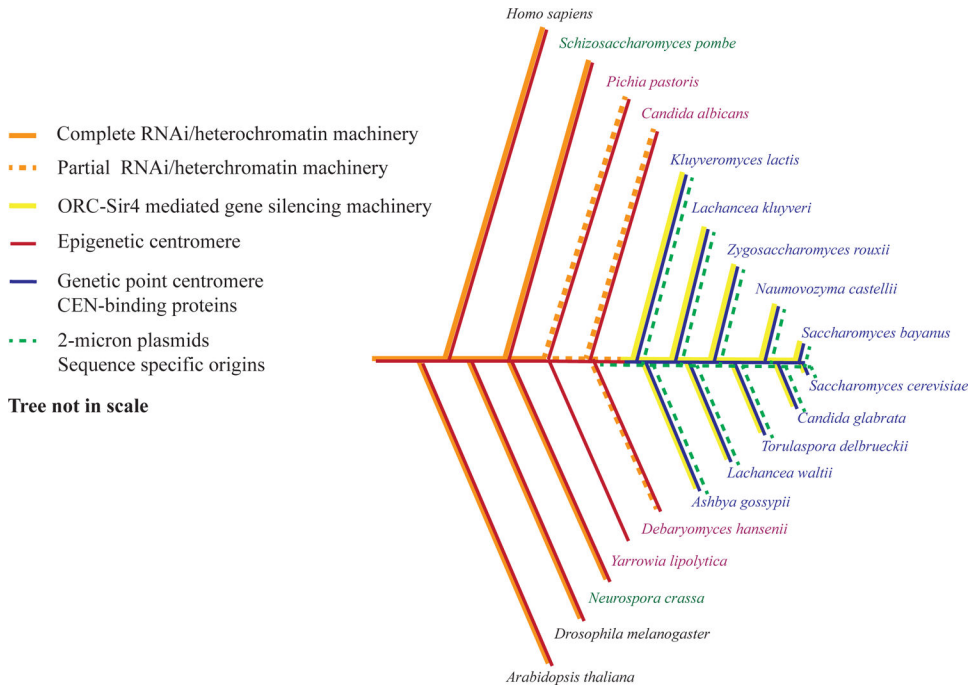 Homo sapiens
Schizosaccharomyces pombe
Pichia pastoris
Candida albicans
Complete RNAi/heterochromatin machinery
Partial RNAi/heterchromatin machinery
Kluyveromyces lactis
ORC-Sir4 mediated gene silencing machinery
Lachancea kluyveri
Epigenetic centromere
Zygosaccharomyces rouxii
Genetic point centromere
CEN-binding proteins
Naumovozyma castellii
2-micron plasmids
Sequence specific origins
Saccharomyces bayanus
Saccharomyces cerevisiae
Tree not in scale
Candida glabrata
Torulaspora delbrueckii
Lachancea waltii
Ashbya gossypii
Debaryomyces hansenii
Yarrowia lipolytica
Neurospora crassa
Drosophila melanogaster
Arabidopsis thaliana